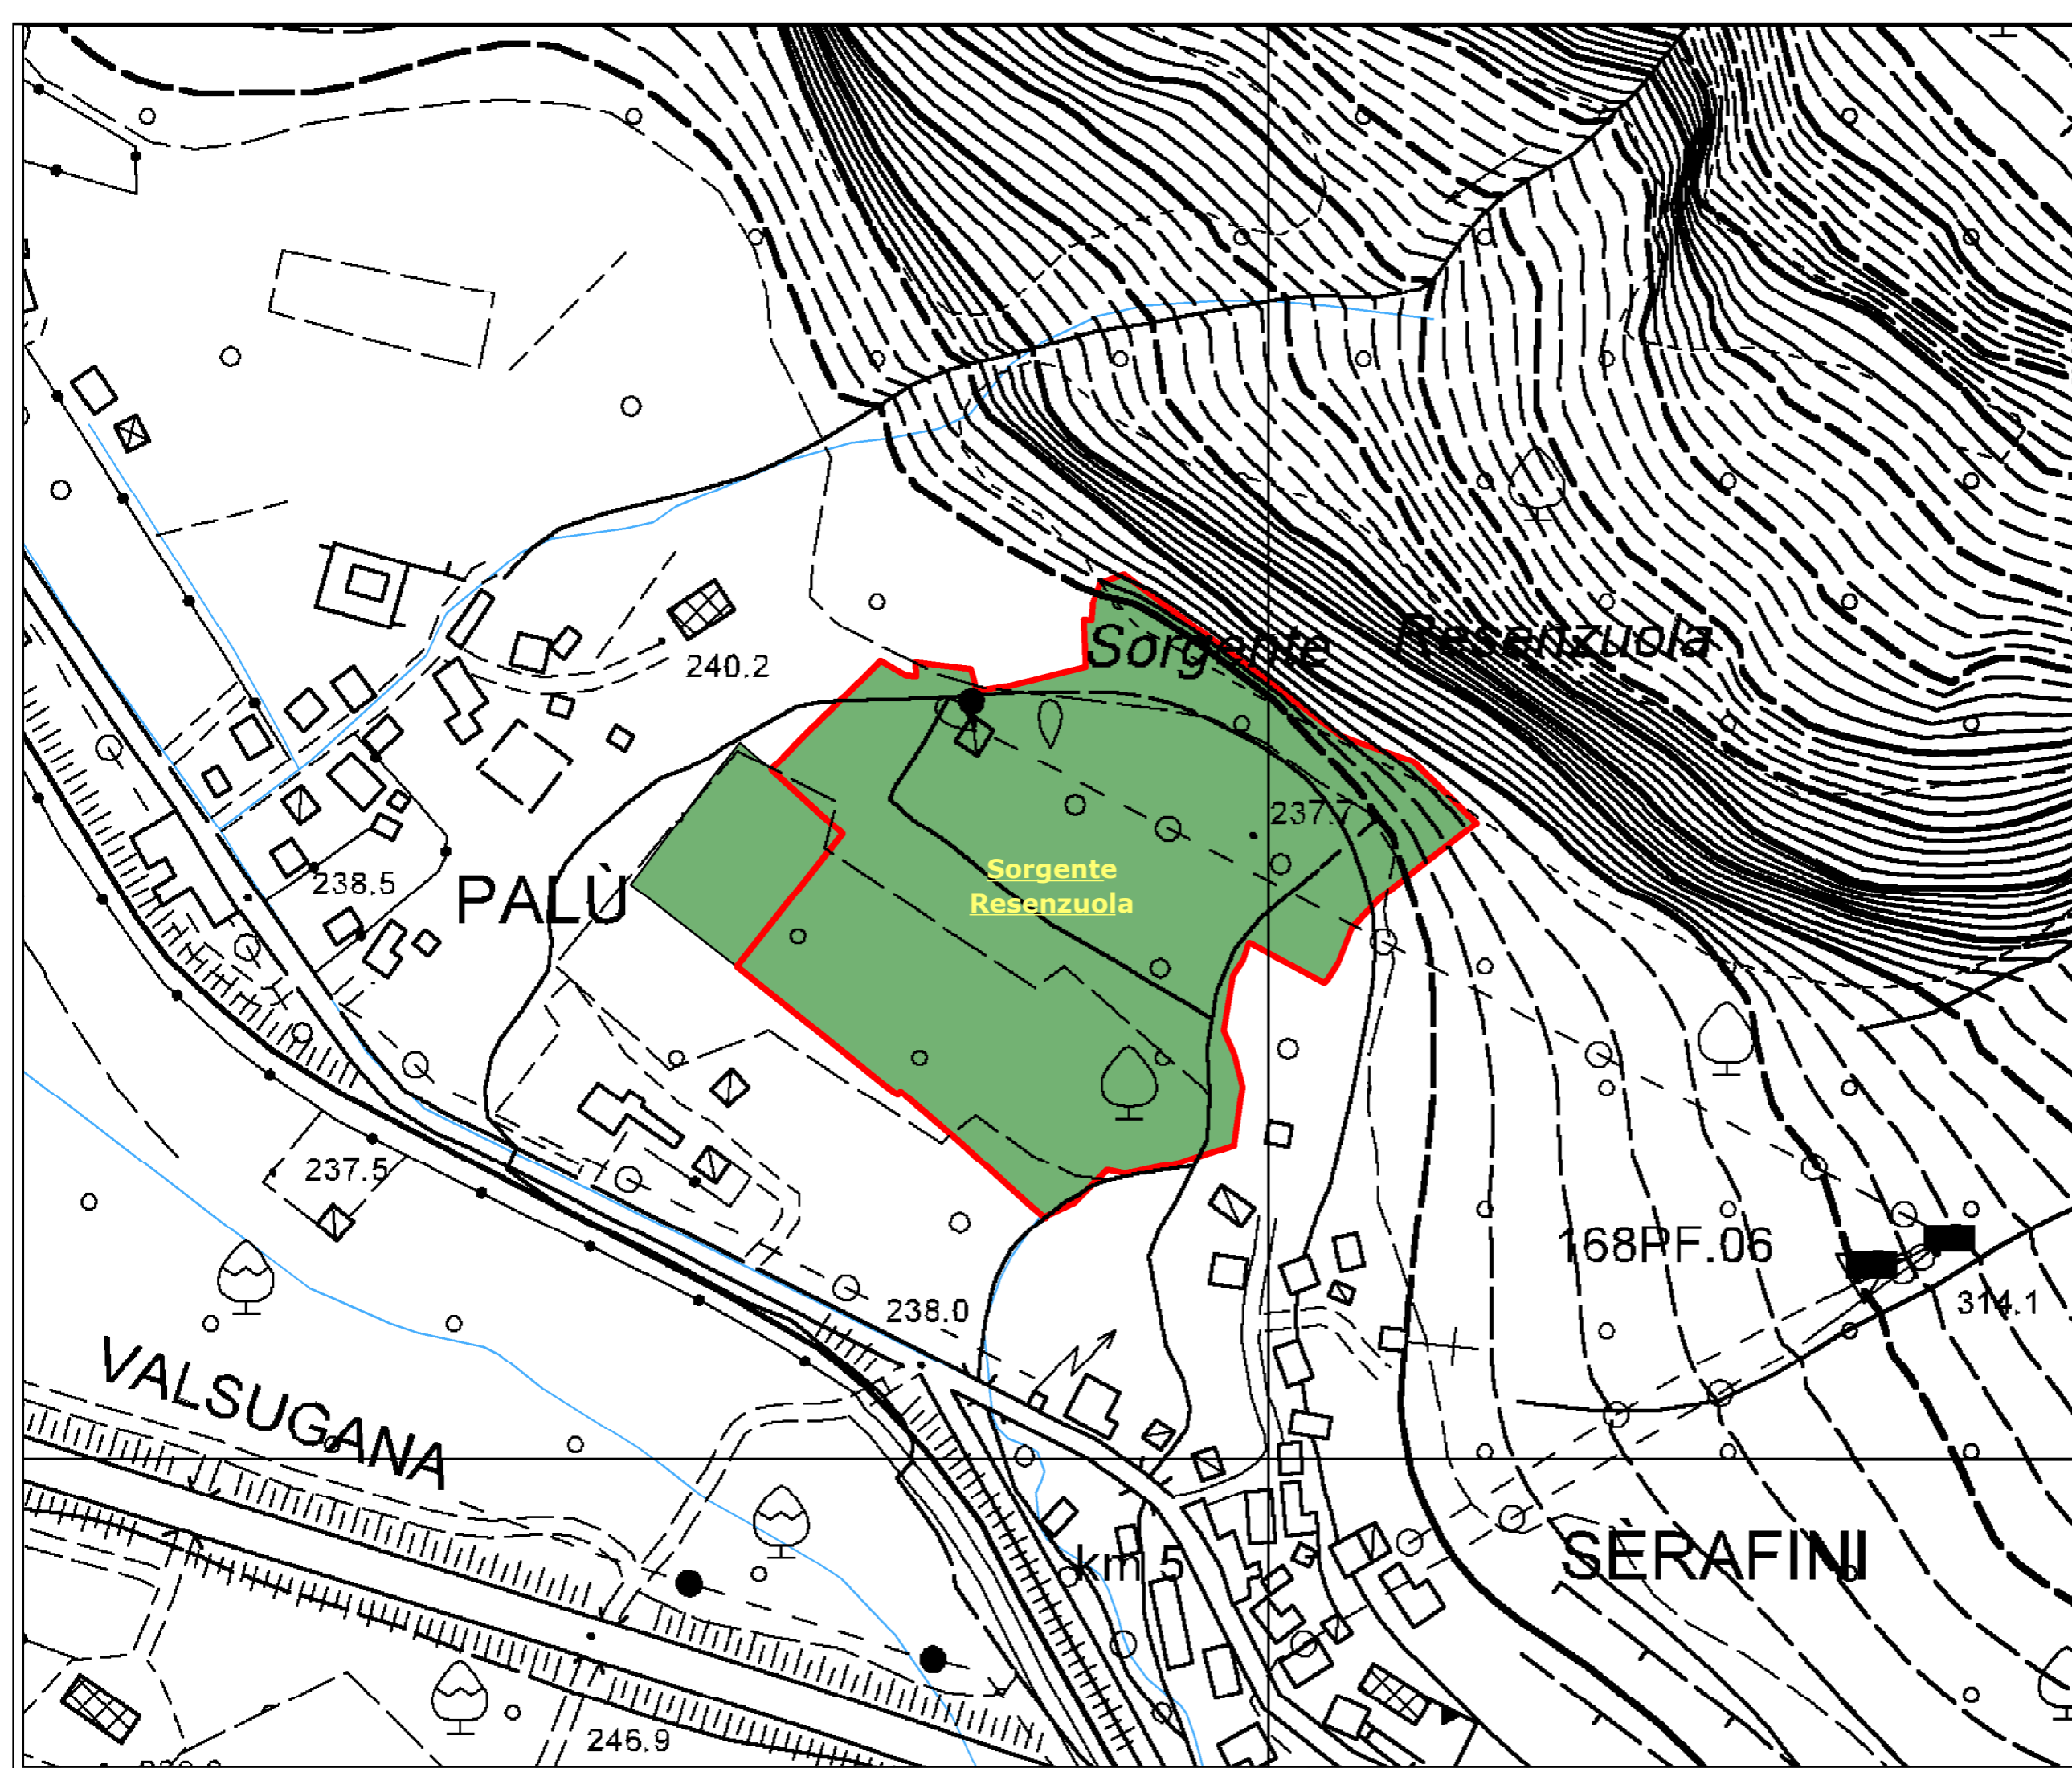 Sorgente Resenzuola
240.2
237.7
Sorgente
Resenzuola
238.5
PALÙ
237.5
168PF.06
314.1
238.0
VALSUGANA
km 5
SERAFINI
246.9